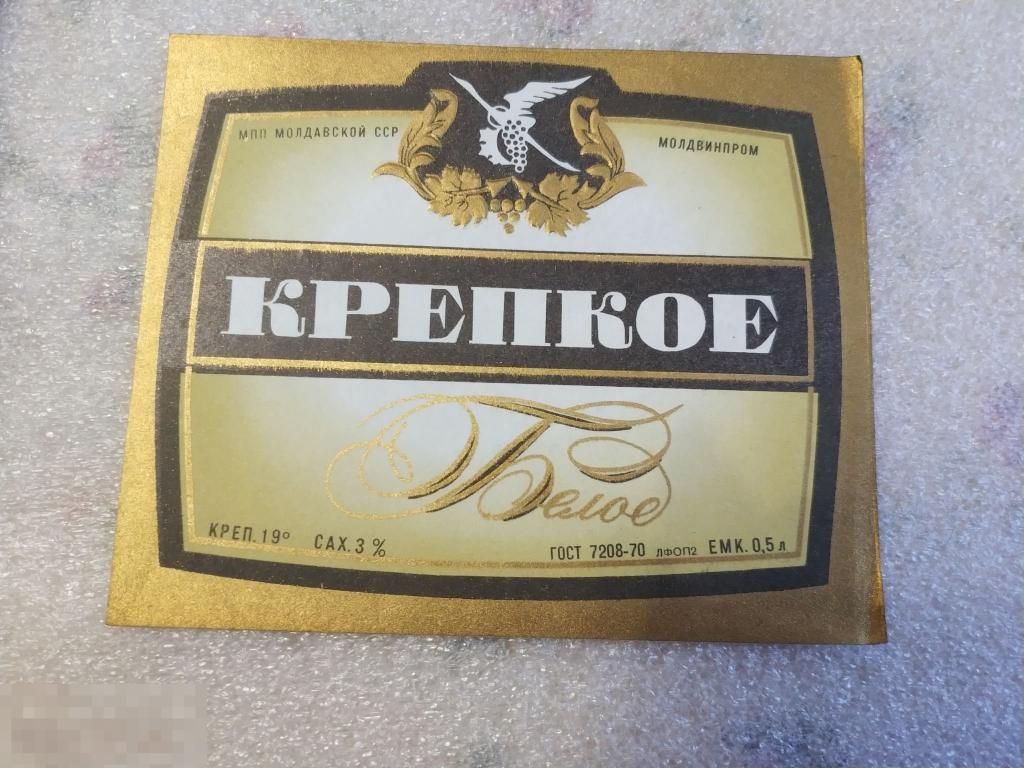 МПП МОЛДАВСКОЙ ССР
МОЛДВИНПРОМ
КРЕПКОЕ
Белое
КРЕП. 19° САХ. 3 %
ГОСТ 7208-70 ЛФОП2 ЕМК. 0,5 л